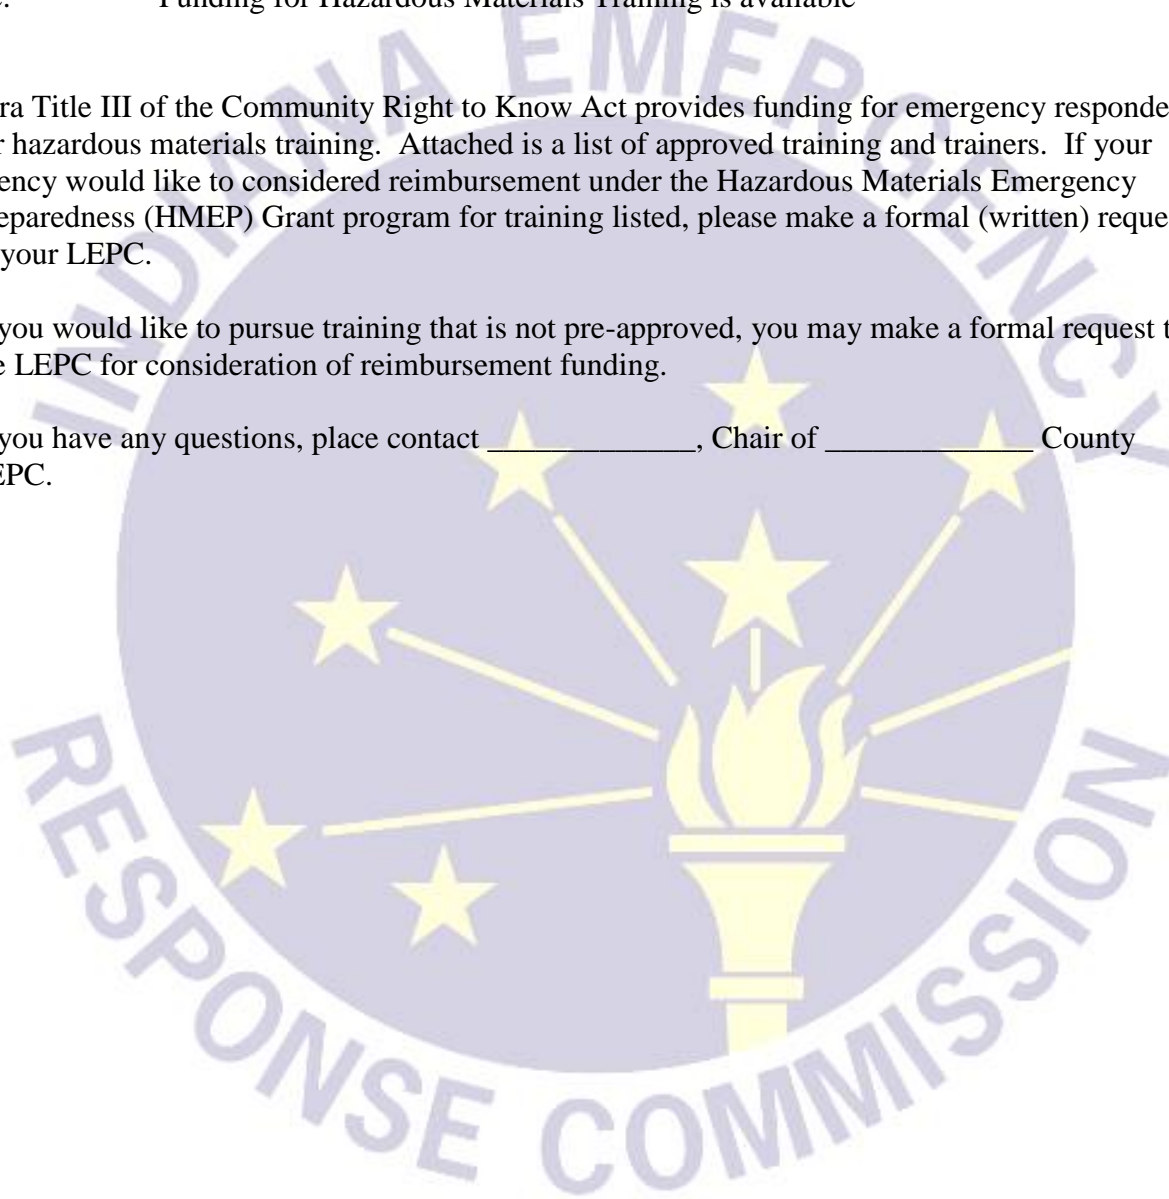 Funding for Hazardous Materials Training is available
ra Title III of the Community Right to Know Act provides funding for emergency responde
r hazardous materials training.  Attached is a list of approved training and trainers.  If your
ency would like to considered reimbursement under the Hazardous Materials Emergency
eparedness (HMEP) Grant program for training listed, please make a formal (written) reque
your LEPC.
you would like to pursue training that is not pre-approved, you may make a formal request t
e LEPC for consideration of reimbursement funding.
you have any questions, place contact _____________, Chair of _____________ County
EPC.
INDIANA EMERGENCY
RESPONSE COMMISSION